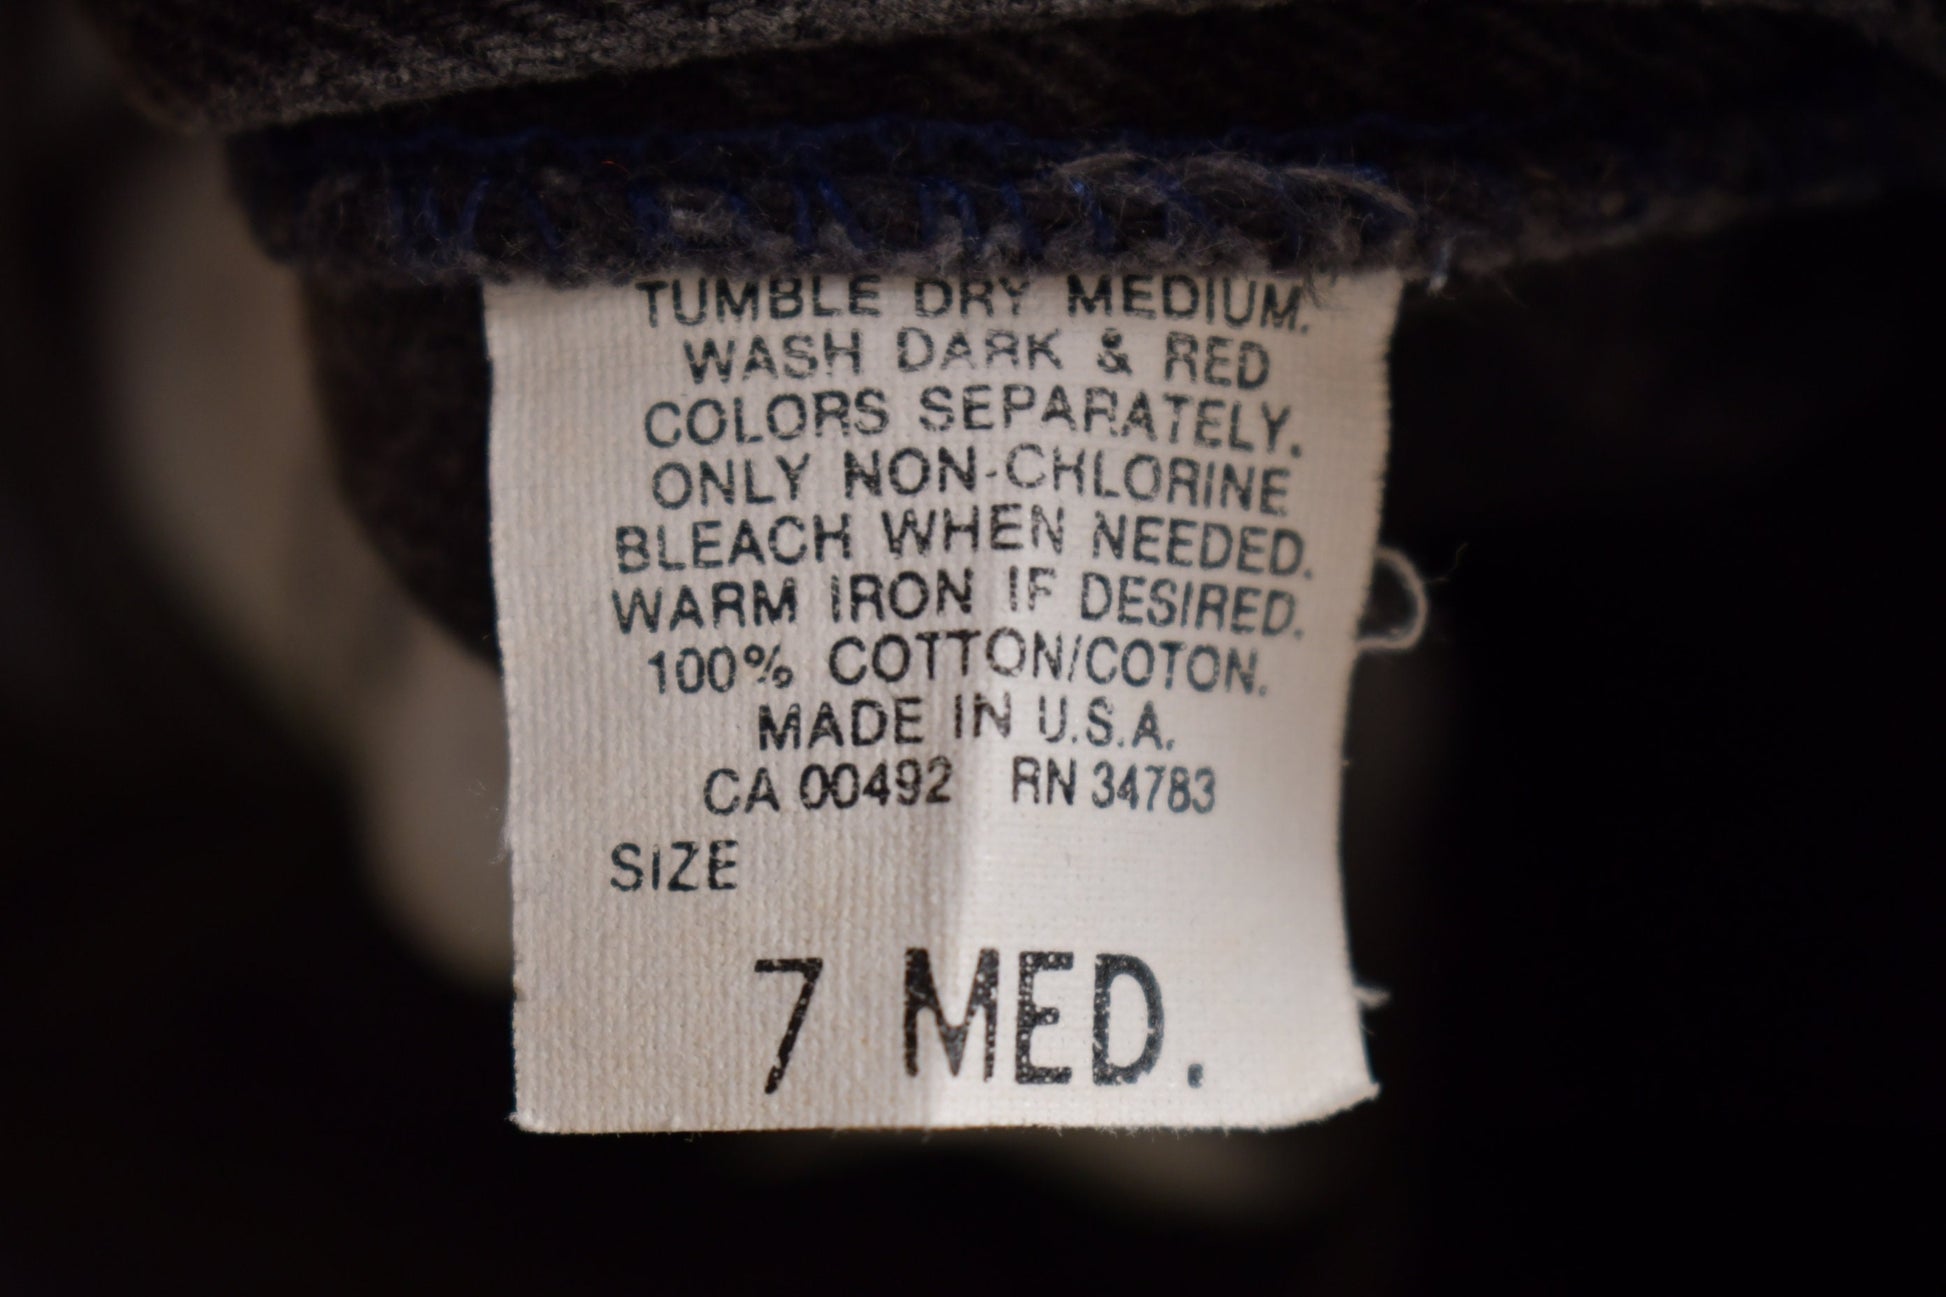 TUMBLE DRY MEDIUM.
WASH DARK & RED
COLORS SEPARATELY.
ONLY NON-CHLORINE
BLEACH WHEN NEEDED.
WARM IRON IF DESIRED.
100% COTTON/COTON.
MADE IN U.S.A.
CA 00492 RN 34783
SIZE
7 MED.